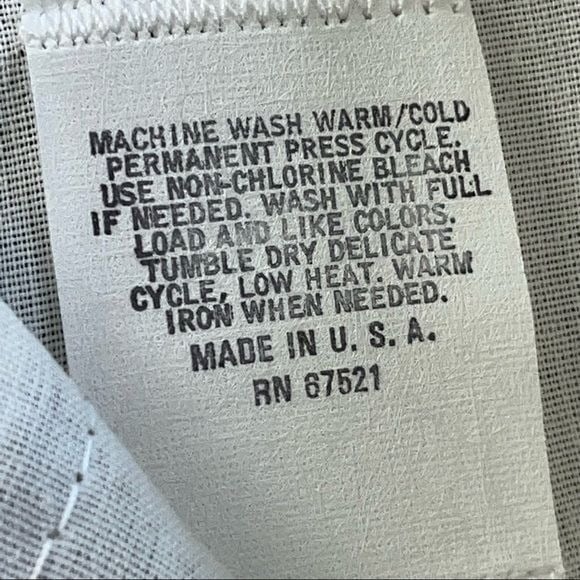 MACHINE WASH WARM/COLD
PERMANENT PRESS CYCLE.
USE NON-CHLORINE BLEACH
IF NEEDED. WASH WITH FULL
LOAD AND LIKE COLORS.
TUMBLE DRY DELICATE
CYCLE, LOW HEAT. WARM
IRON WHEN NEEDED.
MADE IN U. S. A.
RN 67521